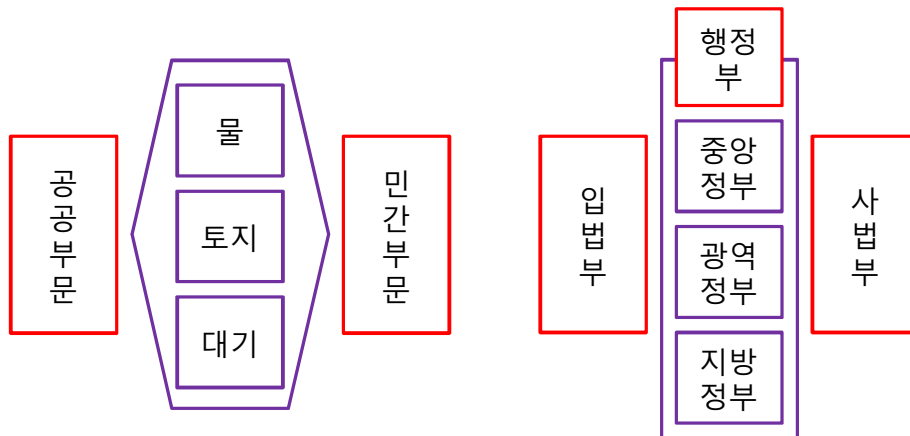 공
공
부
문
물
토지
대기
민
간
부
문
입
법
부
행정
부
중앙
정부
광역
정부
지방
정부
사
법
부